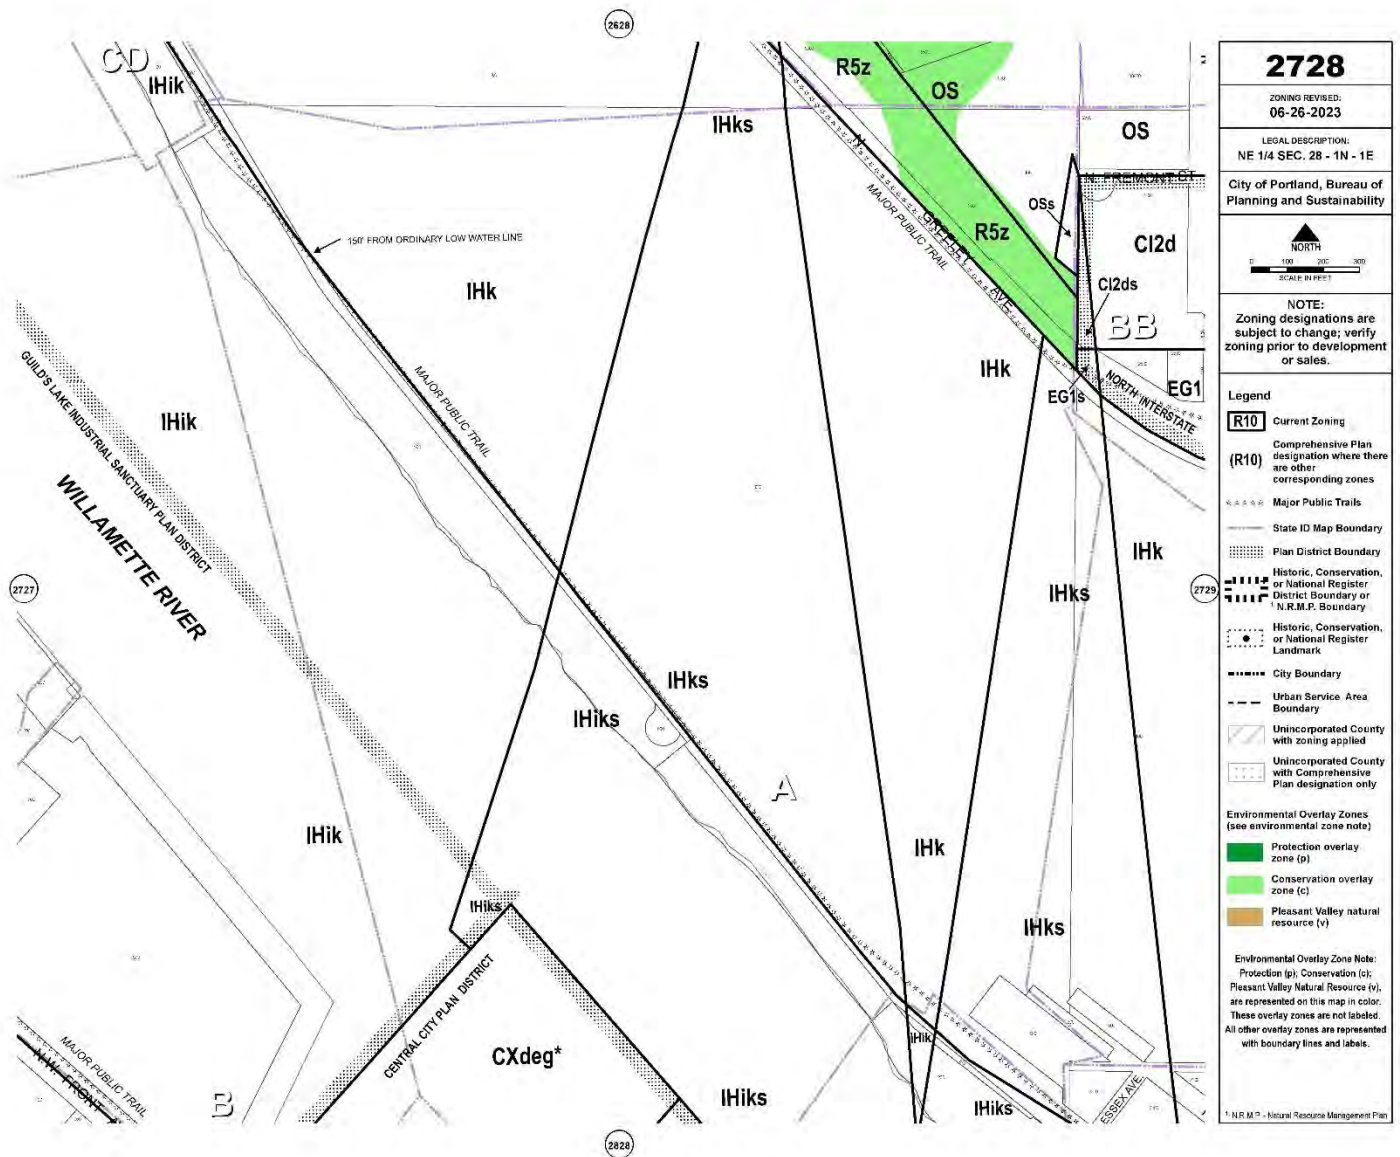 2628
CD
IHik
R5z
OS
IHks
OS
N
N. FREMONT ST
OSs
MAJOR PUBLIC TRAIL
GREELEY
R5z
CI2d
150' FROM ORDINARY LOW WATER LINE
IHk
AVE
CI2ds
BB
GUILD'S LAKE INDUSTRIAL SANCTUARY PLAN DISTRICT
IHik
MAJOR PUBLIC TRAIL
IHk
EG1s
NORTH INTERSTATE
EG1
WILLAMETTE RIVER
IHk
2727
IHks
2729
IHks
IHiks
A
IHik
IHk
IHiks
IHks
CENTRAL CITY PLAN DISTRICT
CXdeg*
IHik
MAJOR PUBLIC TRAIL
N.W. FRONT
B
IHiks
IHiks
ESSEX AVE
2828
2728
ZONING REVISED:
06-26-2023
LEGAL DESCRIPTION:
NE 1/4 SEC. 28 - 1N - 1E
City of Portland, Bureau of
Planning and Sustainability
NORTH
0 100 200 300
SCALE IN FEET
NOTE:
Zoning designations are
subject to change; verify
zoning prior to development
or sales.
Legend
R10 Current Zoning
(R10) Comprehensive Plan
designation where there
are other
corresponding zones
Major Public Trails
State ID Map Boundary
Plan District Boundary
Historic, Conservation,
or National Register
District Boundary or
¹ N.R.M.P. Boundary
Historic, Conservation,
or National Register
Landmark
City Boundary
Urban Service Area
Boundary
Unincorporated County
with zoning applied
Unincorporated County
with Comprehensive
Plan designation only
Environmental Overlay Zones
(see environmental zone note)
Protection overlay
zone (p)
Conservation overlay
zone (c)
Pleasant Valley natural
resource (v)
Environmental Overlay Zone Note:
Protection (p); Conservation (c);
Pleasant Valley Natural Resource (v),
are represented on this map in color.
These overlay zones are not labeled.
All other overlay zones are represented
with boundary lines and labels.
¹ N.R.M.P. - Natural Resource Management Plan